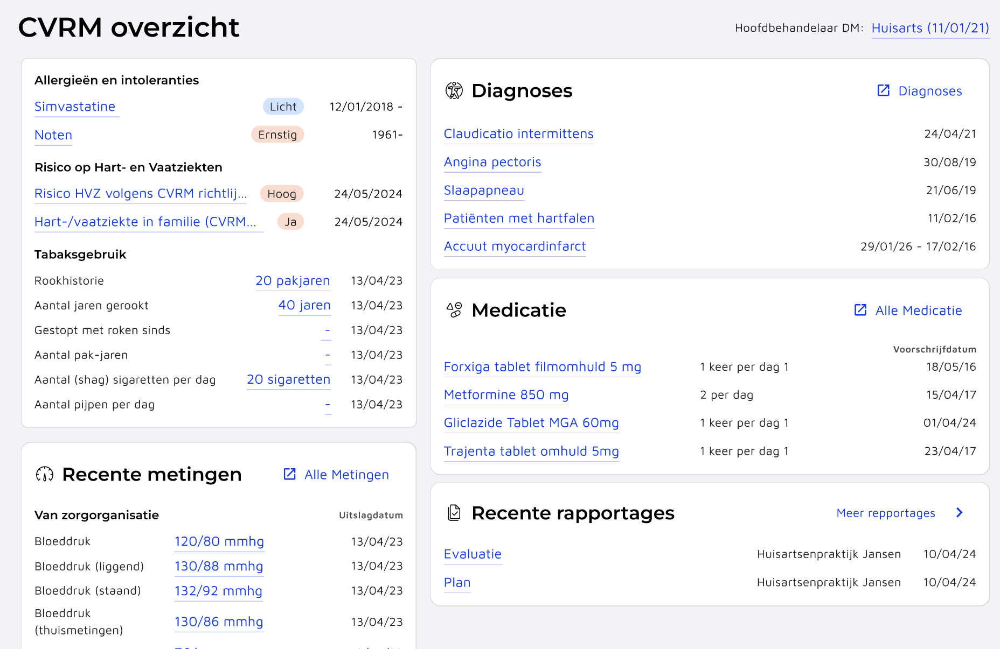 CVRM overzicht
Hoofdbehandelaar DM: Huisarts (11/01/21)
Allergieën en intoleranties
Simvastatine Licht 12/01/2018 -
Noten Ernstig 1961-
Risico op Hart- en Vaatziekten
Risico HVZ volgens CVRM richtlij... Hoog 24/05/2024
Hart-/vaatziekte in familie (CVRM... Ja 24/05/2024
Tabaksgebruik
Rookhistorie 20 pakjaren 13/04/23
Aantal jaren gerookt 40 jaren 13/04/23
Gestopt met roken sinds - 13/04/23
Aantal pak-jaren - 13/04/23
Aantal (shag) sigaretten per dag 20 sigaretten 13/04/23
Aantal pijpen per dag - 13/04/23
Recente metingen Alle Metingen
Van zorgorganisatie Uitslagdatum
Bloeddruk 120/80 mmhg 13/04/23
Bloeddruk (liggend) 130/88 mmhg 13/04/23
Bloeddruk (staand) 132/92 mmhg 13/04/23
Bloeddruk
(thuismetingen) 130/86 mmhg 13/04/23
Diagnoses Diagnoses
Claudicatio intermittens 24/04/21
Angina pectoris 30/08/19
Slaapapneau 21/06/19
Patiënten met hartfalen 11/02/16
Accuut myocardinfarct 29/01/26 - 17/02/16
Medicatie Alle Medicatie
Voorschrijfdatum
Forxiga tablet filmomhuld 5 mg 1 keer per dag 1 18/05/16
Metformine 850 mg 2 per dag 15/04/17
Gliclazide Tablet MGA 60mg 1 keer per dag 1 01/04/24
Trajenta tablet omhuld 5mg 1 keer per dag 1 23/04/17
Recente rapportages Meer repportages
Evaluatie Huisartsenpraktijk Jansen 10/04/24
Plan Huisartsenpraktijk Jansen 10/04/24